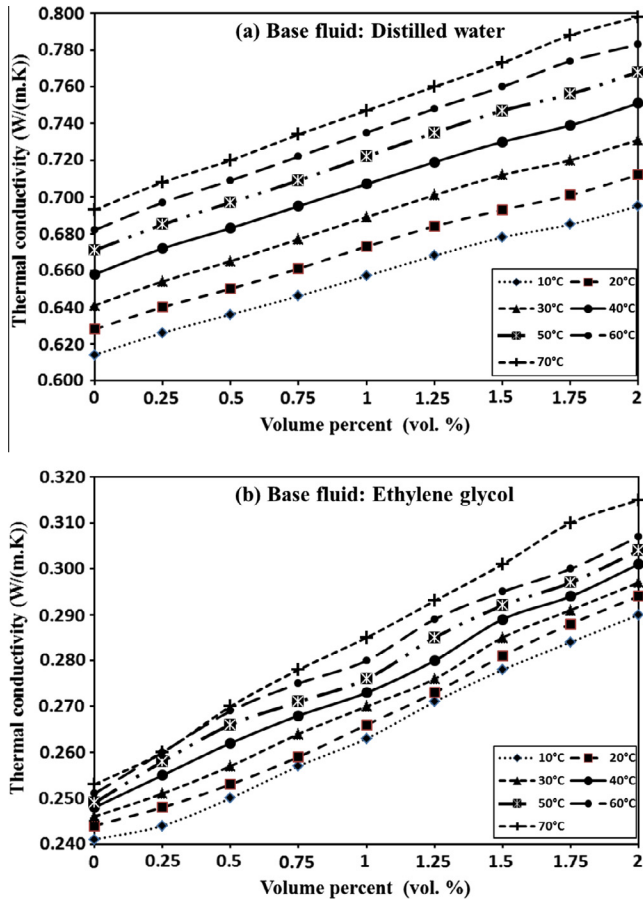 (a) Base fluid: Distilled water
Thermal conductivity (W/(m.K))
0.800
0.780
0.760
0.740
0.720
0.700
0.680
0.660
0.640
0.620
0.600
0 0.25 0.5 0.75 1 1.25 1.5 1.75 2
Volume percent (vol. %)
10°C 20°C
30°C 40°C
50°C 60°C
70°C
(b) Base fluid: Ethylene glycol
Thermal conductivity (W/(m.K))
0.320
0.310
0.300
0.290
0.280
0.270
0.260
0.250
0.240
0 0.25 0.5 0.75 1 1.25 1.5 1.75 2
Volume percent (vol. %)
10°C 20°C
30°C 40°C
50°C 60°C
70°C